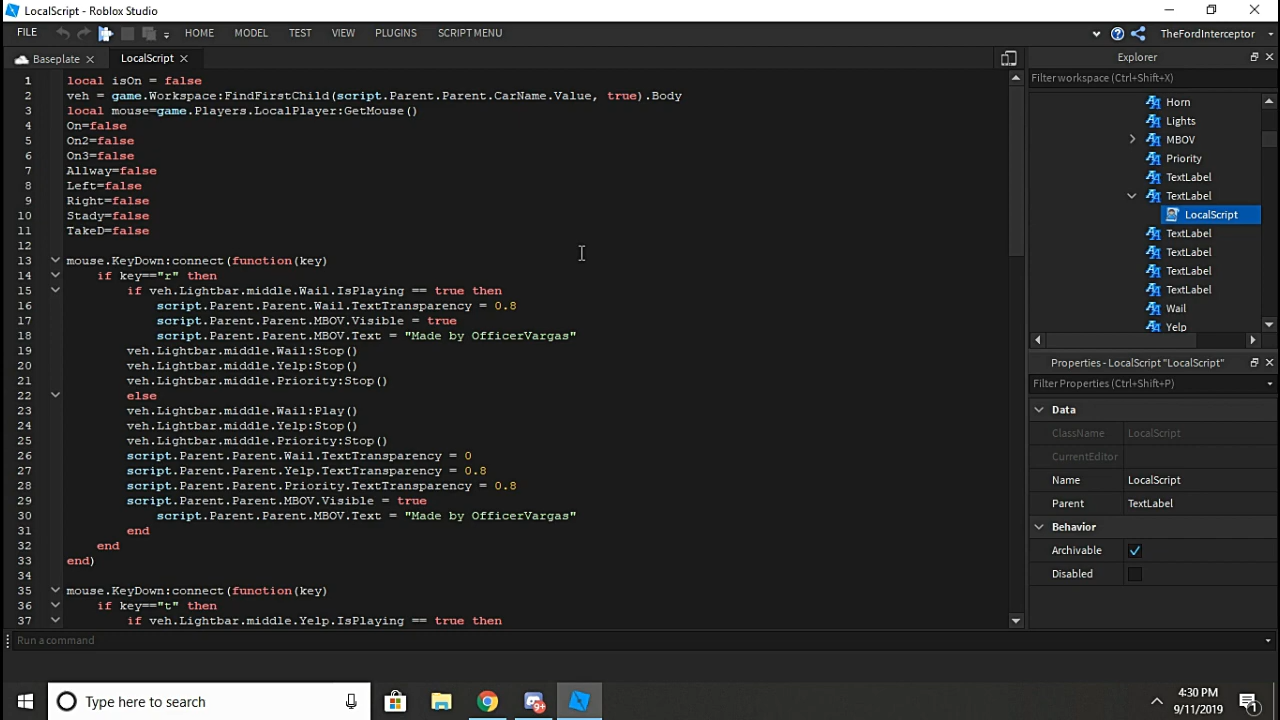 LocalScript - Roblox Studio
FILE HOME MODEL TEST VIEW PLUGINS SCRIPT MENU TheFordInterceptor
Baseplate LocalScript
1 local isOn = false
2 veh = game.Workspace:FindFirstChild(script.Parent.Parent.CarName.Value, true).Body
3 local mouse=game.Players.LocalPlayer:GetMouse()
4 On=false
5 On2=false
6 On3=false
7 Allway=false
8 Left=false
9 Right=false
10 Stady=false
11 TakeD=false
12
13 mouse.KeyDown:connect(function(key)
14 if key=="r" then
15 if veh.Lightbar.middle.Wail.IsPlaying == true then
16 script.Parent.Parent.Wail.TextTransparency = 0.8
17 script.Parent.Parent.MBOV.Visible = true
18 script.Parent.Parent.MBOV.Text = "Made by OfficerVargas"
19 veh.Lightbar.middle.Wail:Stop()
20 veh.Lightbar.middle.Yelp:Stop()
21 veh.Lightbar.middle.Priority:Stop()
22 else
23 veh.Lightbar.middle.Wail:Play()
24 veh.Lightbar.middle.Yelp:Stop()
25 veh.Lightbar.middle.Priority:Stop()
26 script.Parent.Parent.Wail.TextTransparency = 0
27 script.Parent.Parent.Yelp.TextTransparency = 0.8
28 script.Parent.Parent.Priority.TextTransparency = 0.8
29 script.Parent.Parent.MBOV.Visible = true
30 script.Parent.Parent.MBOV.Text = "Made by OfficerVargas"
31 end
32 end
33 end)
34
35 mouse.KeyDown:connect(function(key)
36 if key=="t" then
37 if veh.Lightbar.middle.Yelp.IsPlaying == true then
Run a command
Explorer
Filter workspace (Ctrl+Shift+X)
Horn
Lights
MBOV
Priority
TextLabel
TextLabel
LocalScript
TextLabel
TextLabel
TextLabel
TextLabel
Wail
Yelp
Properties - LocalScript "LocalScript"
Filter Properties (Ctrl+Shift+P)
Data
ClassName LocalScript
CurrentEditor
Name LocalScript
Parent TextLabel
Behavior
Archivable
Disabled
Type here to search
9+
4:30 PM
9/11/2019
1